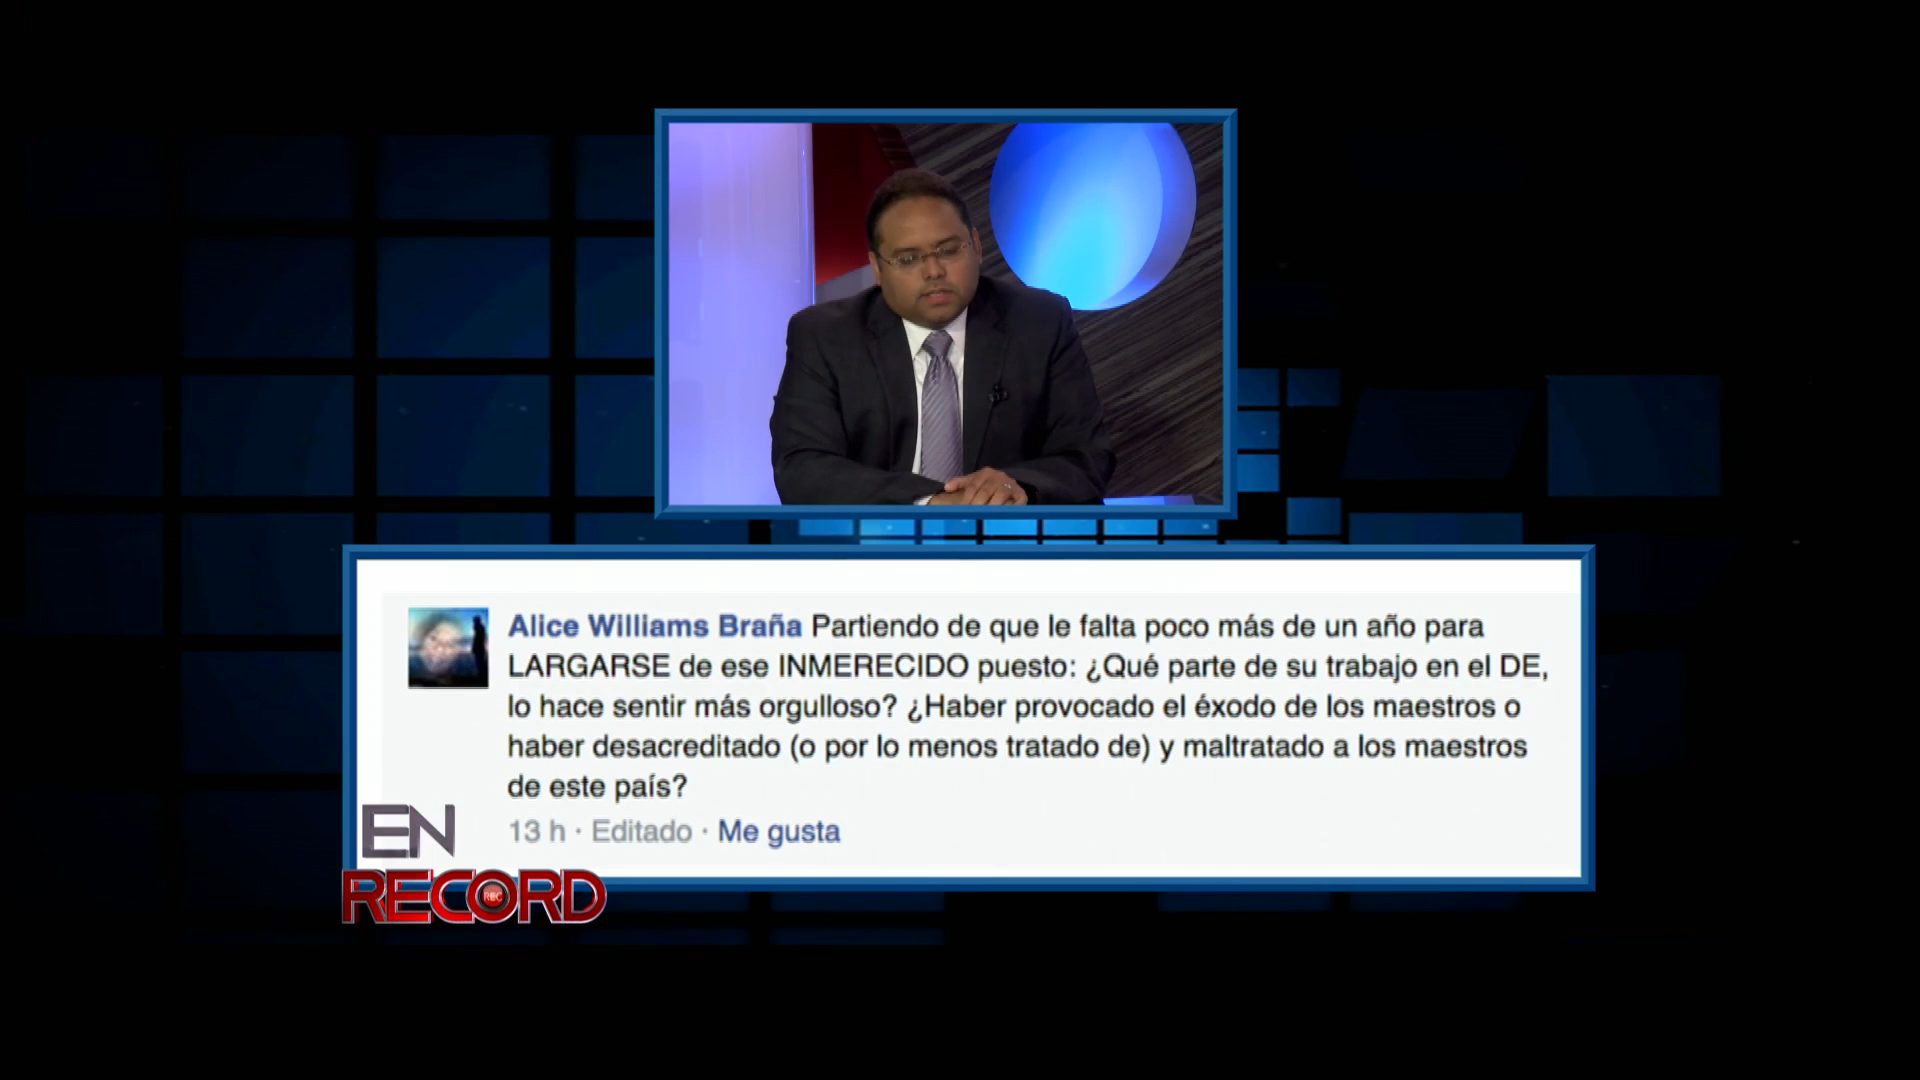 Alice Williams Braña Partiendo de que le falta poco más de un año para
LARGARSE de ese INMERECIDO puesto: ¿Qué parte de su trabajo en el DE,
lo hace sentir más orgulloso? ¿Haber provocado el éxodo de los maestros o
haber desacreditado (o por lo menos tratado de) y maltratado a los maestros
de este país?
13 h · Editado · Me gusta
EN
RECORD
REC